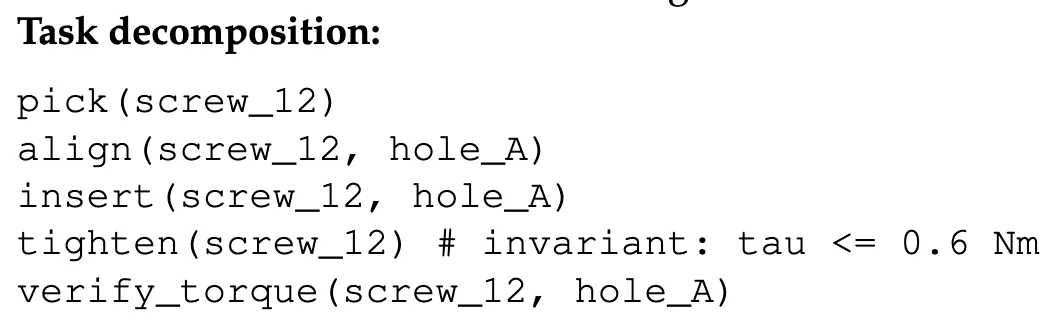 Task decomposition:
pick(screw_12)
align(screw_12, hole_A)
insert(screw_12, hole_A)
tighten(screw_12) # invariant: tau <= 0.6 Nm
verify_torque(screw_12, hole_A)